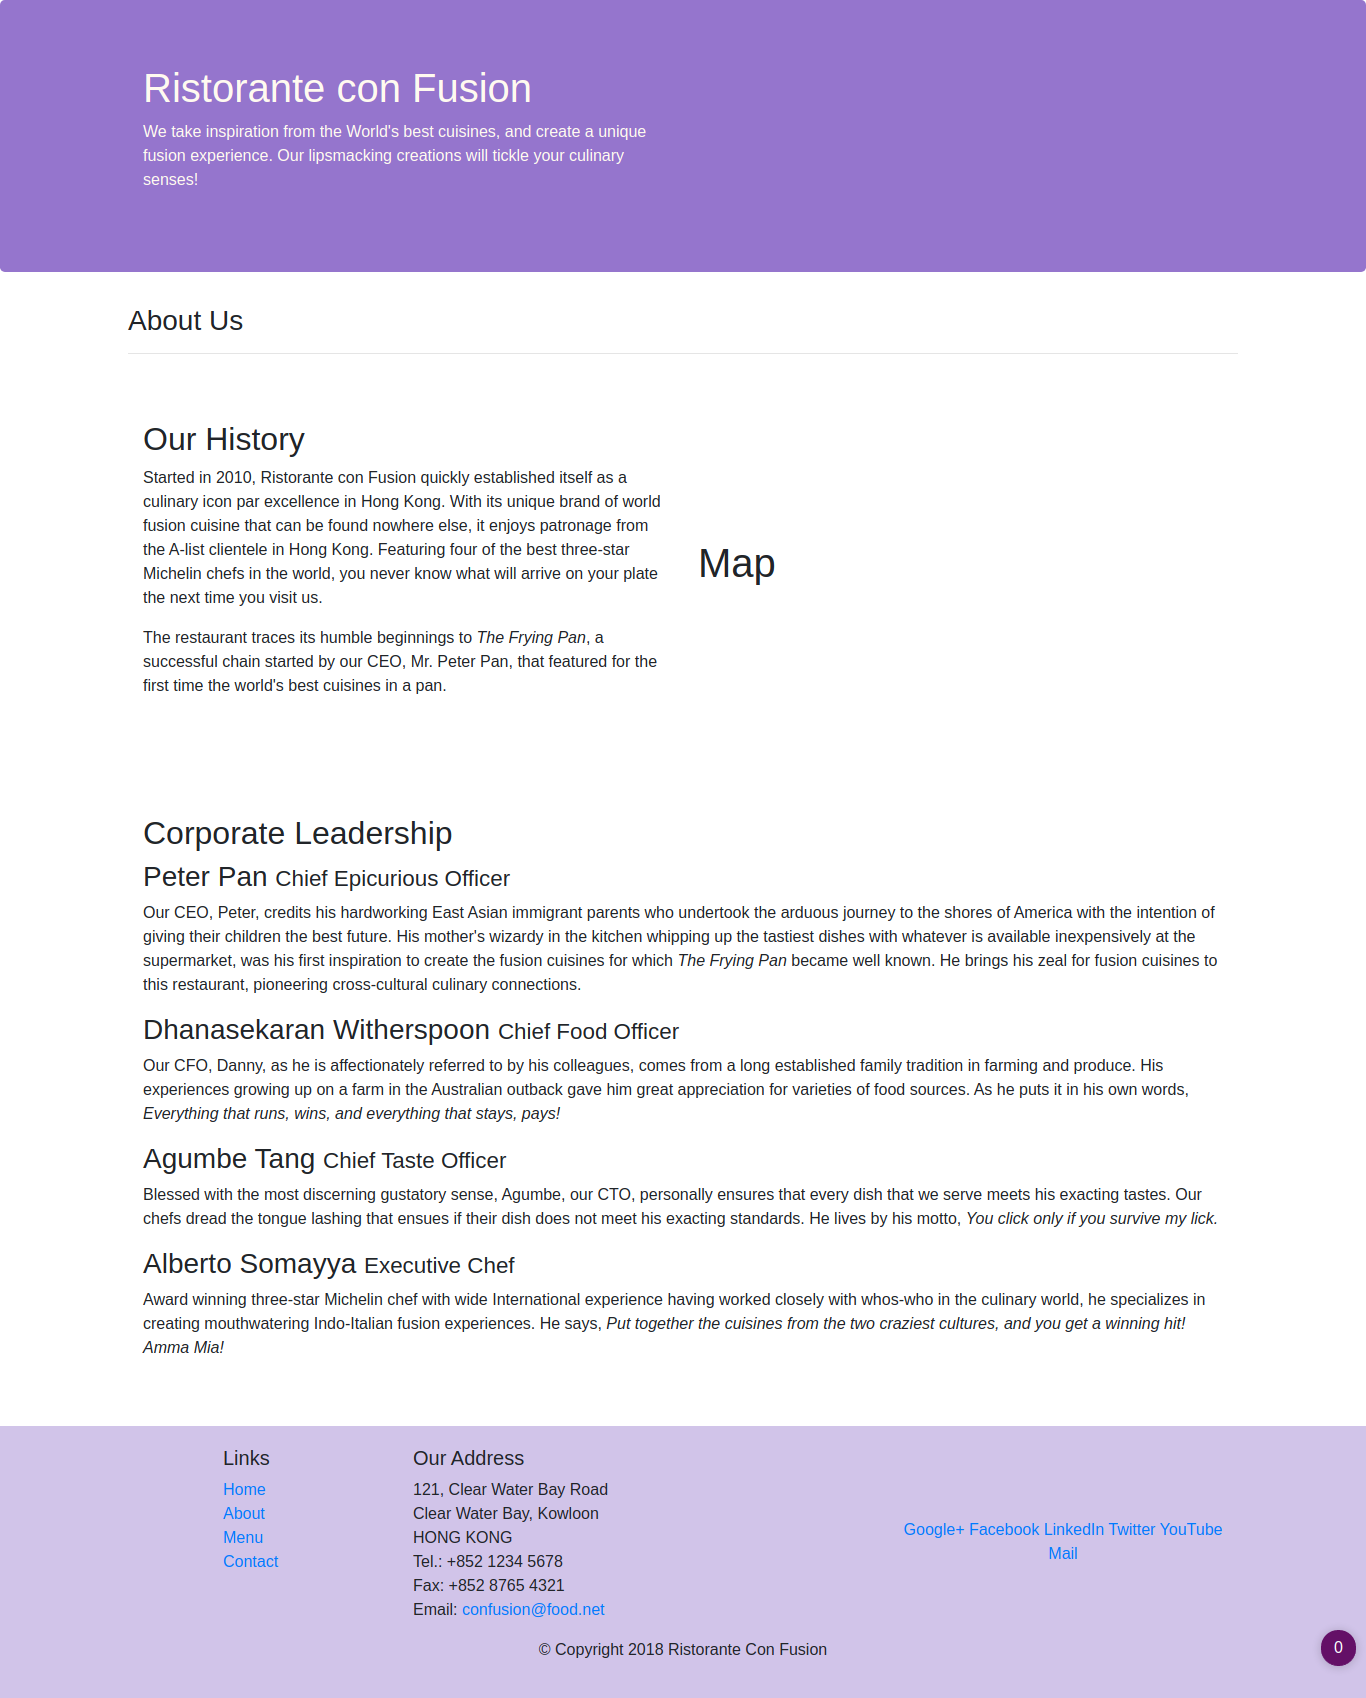 Ristorante con Fusion
We take inspiration from the World's best cuisines, and create a unique
fusion experience. Our lipsmacking creations will tickle your culinary
senses!
About Us
Our History
Started in 2010, Ristorante con Fusion quickly established itself as a
culinary icon par excellence in Hong Kong. With its unique brand of world
fusion cuisine that can be found nowhere else, it enjoys patronage from
the A-list clientele in Hong Kong. Featuring four of the best three-star
Michelin chefs in the world, you never know what will arrive on your plate
the next time you visit us.
The restaurant traces its humble beginnings to The Frying Pan, a
successful chain started by our CEO, Mr. Peter Pan, that featured for the
first time the world's best cuisines in a pan.
Map
Corporate Leadership
Peter Pan Chief Epicurious Officer
Our CEO, Peter, credits his hardworking East Asian immigrant parents who undertook the arduous journey to the shores of America with the intention of
giving their children the best future. His mother's wizardy in the kitchen whipping up the tastiest dishes with whatever is available inexpensively at the
supermarket, was his first inspiration to create the fusion cuisines for which The Frying Pan became well known. He brings his zeal for fusion cuisines to
this restaurant, pioneering cross-cultural culinary connections.
Dhanasekaran Witherspoon Chief Food Officer
Our CFO, Danny, as he is affectionately referred to by his colleagues, comes from a long established family tradition in farming and produce. His
experiences growing up on a farm in the Australian outback gave him great appreciation for varieties of food sources. As he puts it in his own words,
Everything that runs, wins, and everything that stays, pays!
Agumbe Tang Chief Taste Officer
Blessed with the most discerning gustatory sense, Agumbe, our CTO, personally ensures that every dish that we serve meets his exacting tastes. Our
chefs dread the tongue lashing that ensues if their dish does not meet his exacting standards. He lives by his motto, You click only if you survive my lick.
Alberto Somayya Executive Chef
Award winning three-star Michelin chef with wide International experience having worked closely with whos-who in the culinary world, he specializes in
creating mouthwatering Indo-Italian fusion experiences. He says, Put together the cuisines from the two craziest cultures, and you get a winning hit!
Amma Mia!
Links
Home
About
Menu
Contact
Our Address
121, Clear Water Bay Road
Clear Water Bay, Kowloon
HONG KONG
Tel.: +852 1234 5678
Fax: +852 8765 4321
Email: confusion@food.net
Google+ Facebook LinkedIn Twitter YouTube
Mail
© Copyright 2018 Ristorante Con Fusion
0